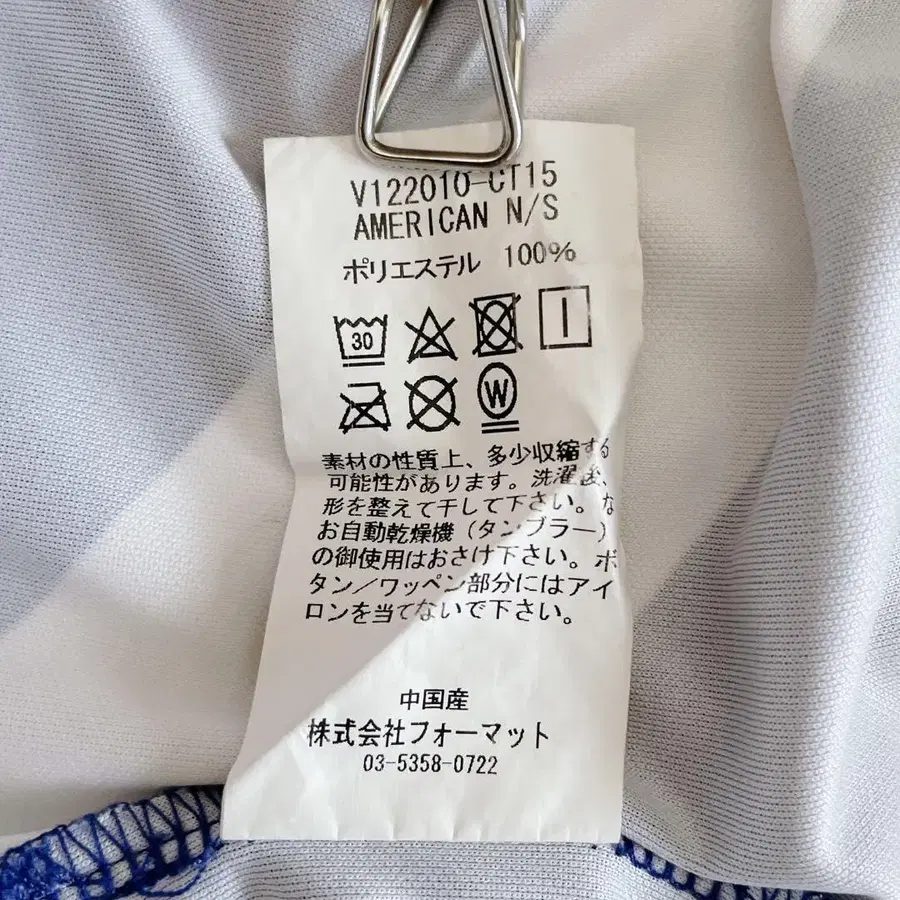 V122010-CT15
AMERICAN N/S
ポリエステル 100%
30
W
素材の性質上、多少収縮する
可能性があります。洗濯後、
形を整えて干して下さい。な
お自動乾燥機(タンブラー)
の御使用はおさけ下さい。ボ
タン/ワッペン部分にはアイ
ロンを当てないで下さい。
中国産
株式会社フォーマット
03-5358-0722